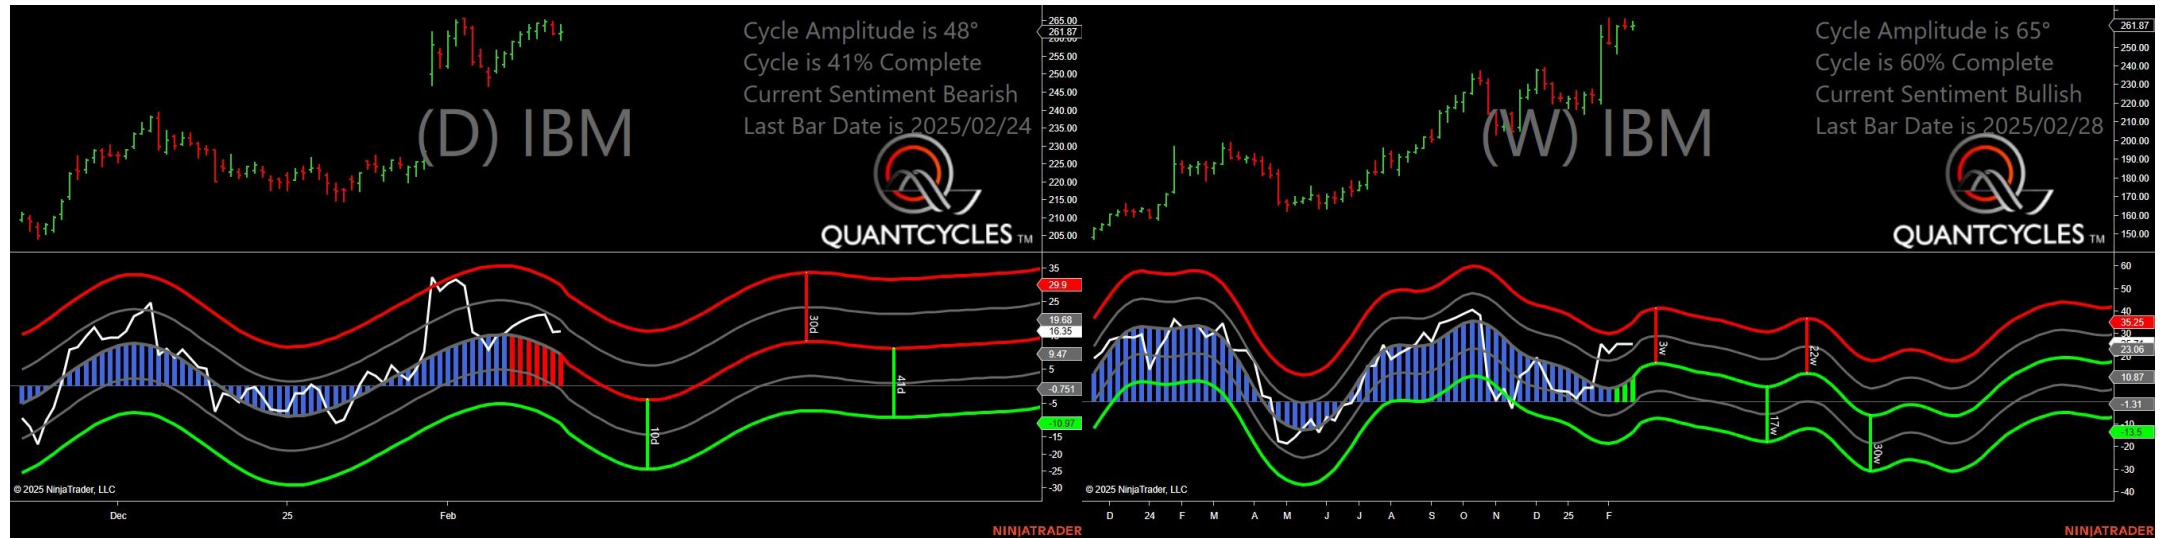 Cycle Amplitude is 48°
Cycle is 41% Complete
Current Sentiment Bearish
Last Bar Date is 2025/02/24
(D) IBM
QUANTCYCLES TM
265.00
261.87
255.00
250.00
245.00
240.00
235.00
230.00
225.00
220.00
215.00
210.00
205.00
35
29.9
25
19.68
16.35
9.47
5
-0.751
-5
-10.97
-15
-20
-25
-30
10d
30d
41d
© 2025 NinjaTrader, LLC
Dec
25
Feb
NINJATRADER
Cycle Amplitude is 65°
Cycle is 60% Complete
Current Sentiment Bullish
Last Bar Date is 2025/02/28
(W) IBM
QUANTCYCLES TM
261.87
250.00
240.00
230.00
220.00
210.00
200.00
190.00
180.00
170.00
160.00
150.00
60
50
40
35.25
30
23.06
20
10.87
-1.31
-13.5
-20
-30
-40
3w
17w
22w
30w
© 2025 NinjaTrader, LLC
D
24
F
M
A
M
J
J
A
S
O
N
D
25
F
NINJATRADER